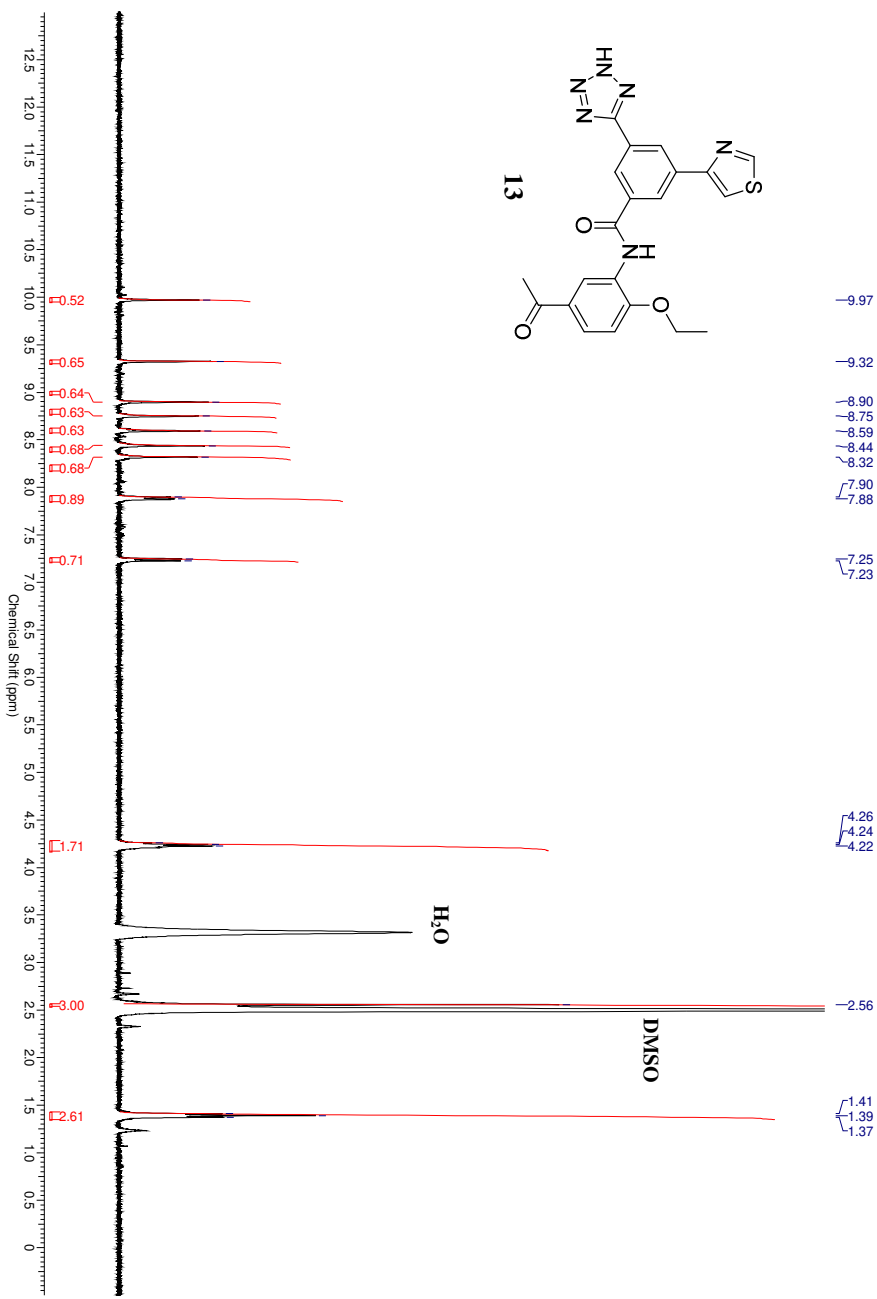 HN
N
N
N
N
S
O
H
N
O
O
13
H₂O
DMSO
9.97
9.32
8.90
8.75
8.59
8.44
8.32
7.90
7.88
7.25
7.23
4.26
4.24
4.22
2.56
1.41
1.39
1.37
0.52
0.65
0.64
0.63
0.63
0.68
0.68
0.89
0.71
1.71
3.00
2.61
12.5 12.0 11.5 11.0 10.5 10.0 9.5 9.0 8.5 8.0 7.5 7.0 6.5 6.0 5.5 5.0 4.5 4.0 3.5 3.0 2.5 2.0 1.5 1.0 0.5 0
Chemical Shift (ppm)